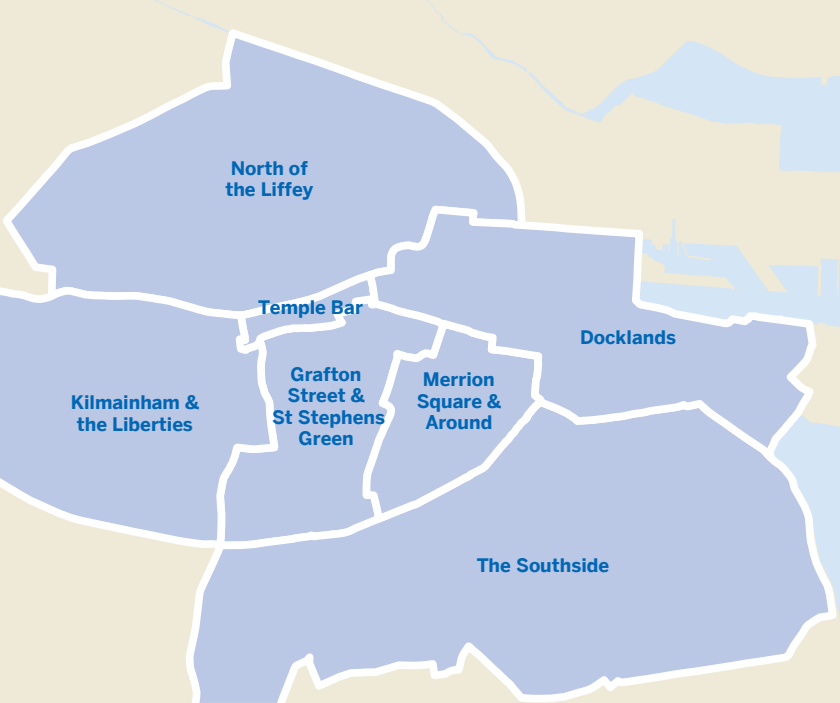 North of
the Liffey
Temple Bar
Docklands
Grafton
Street &
St Stephens
Green
Merrion
Square &
Around
Kilmainham &
the Liberties
The Southside